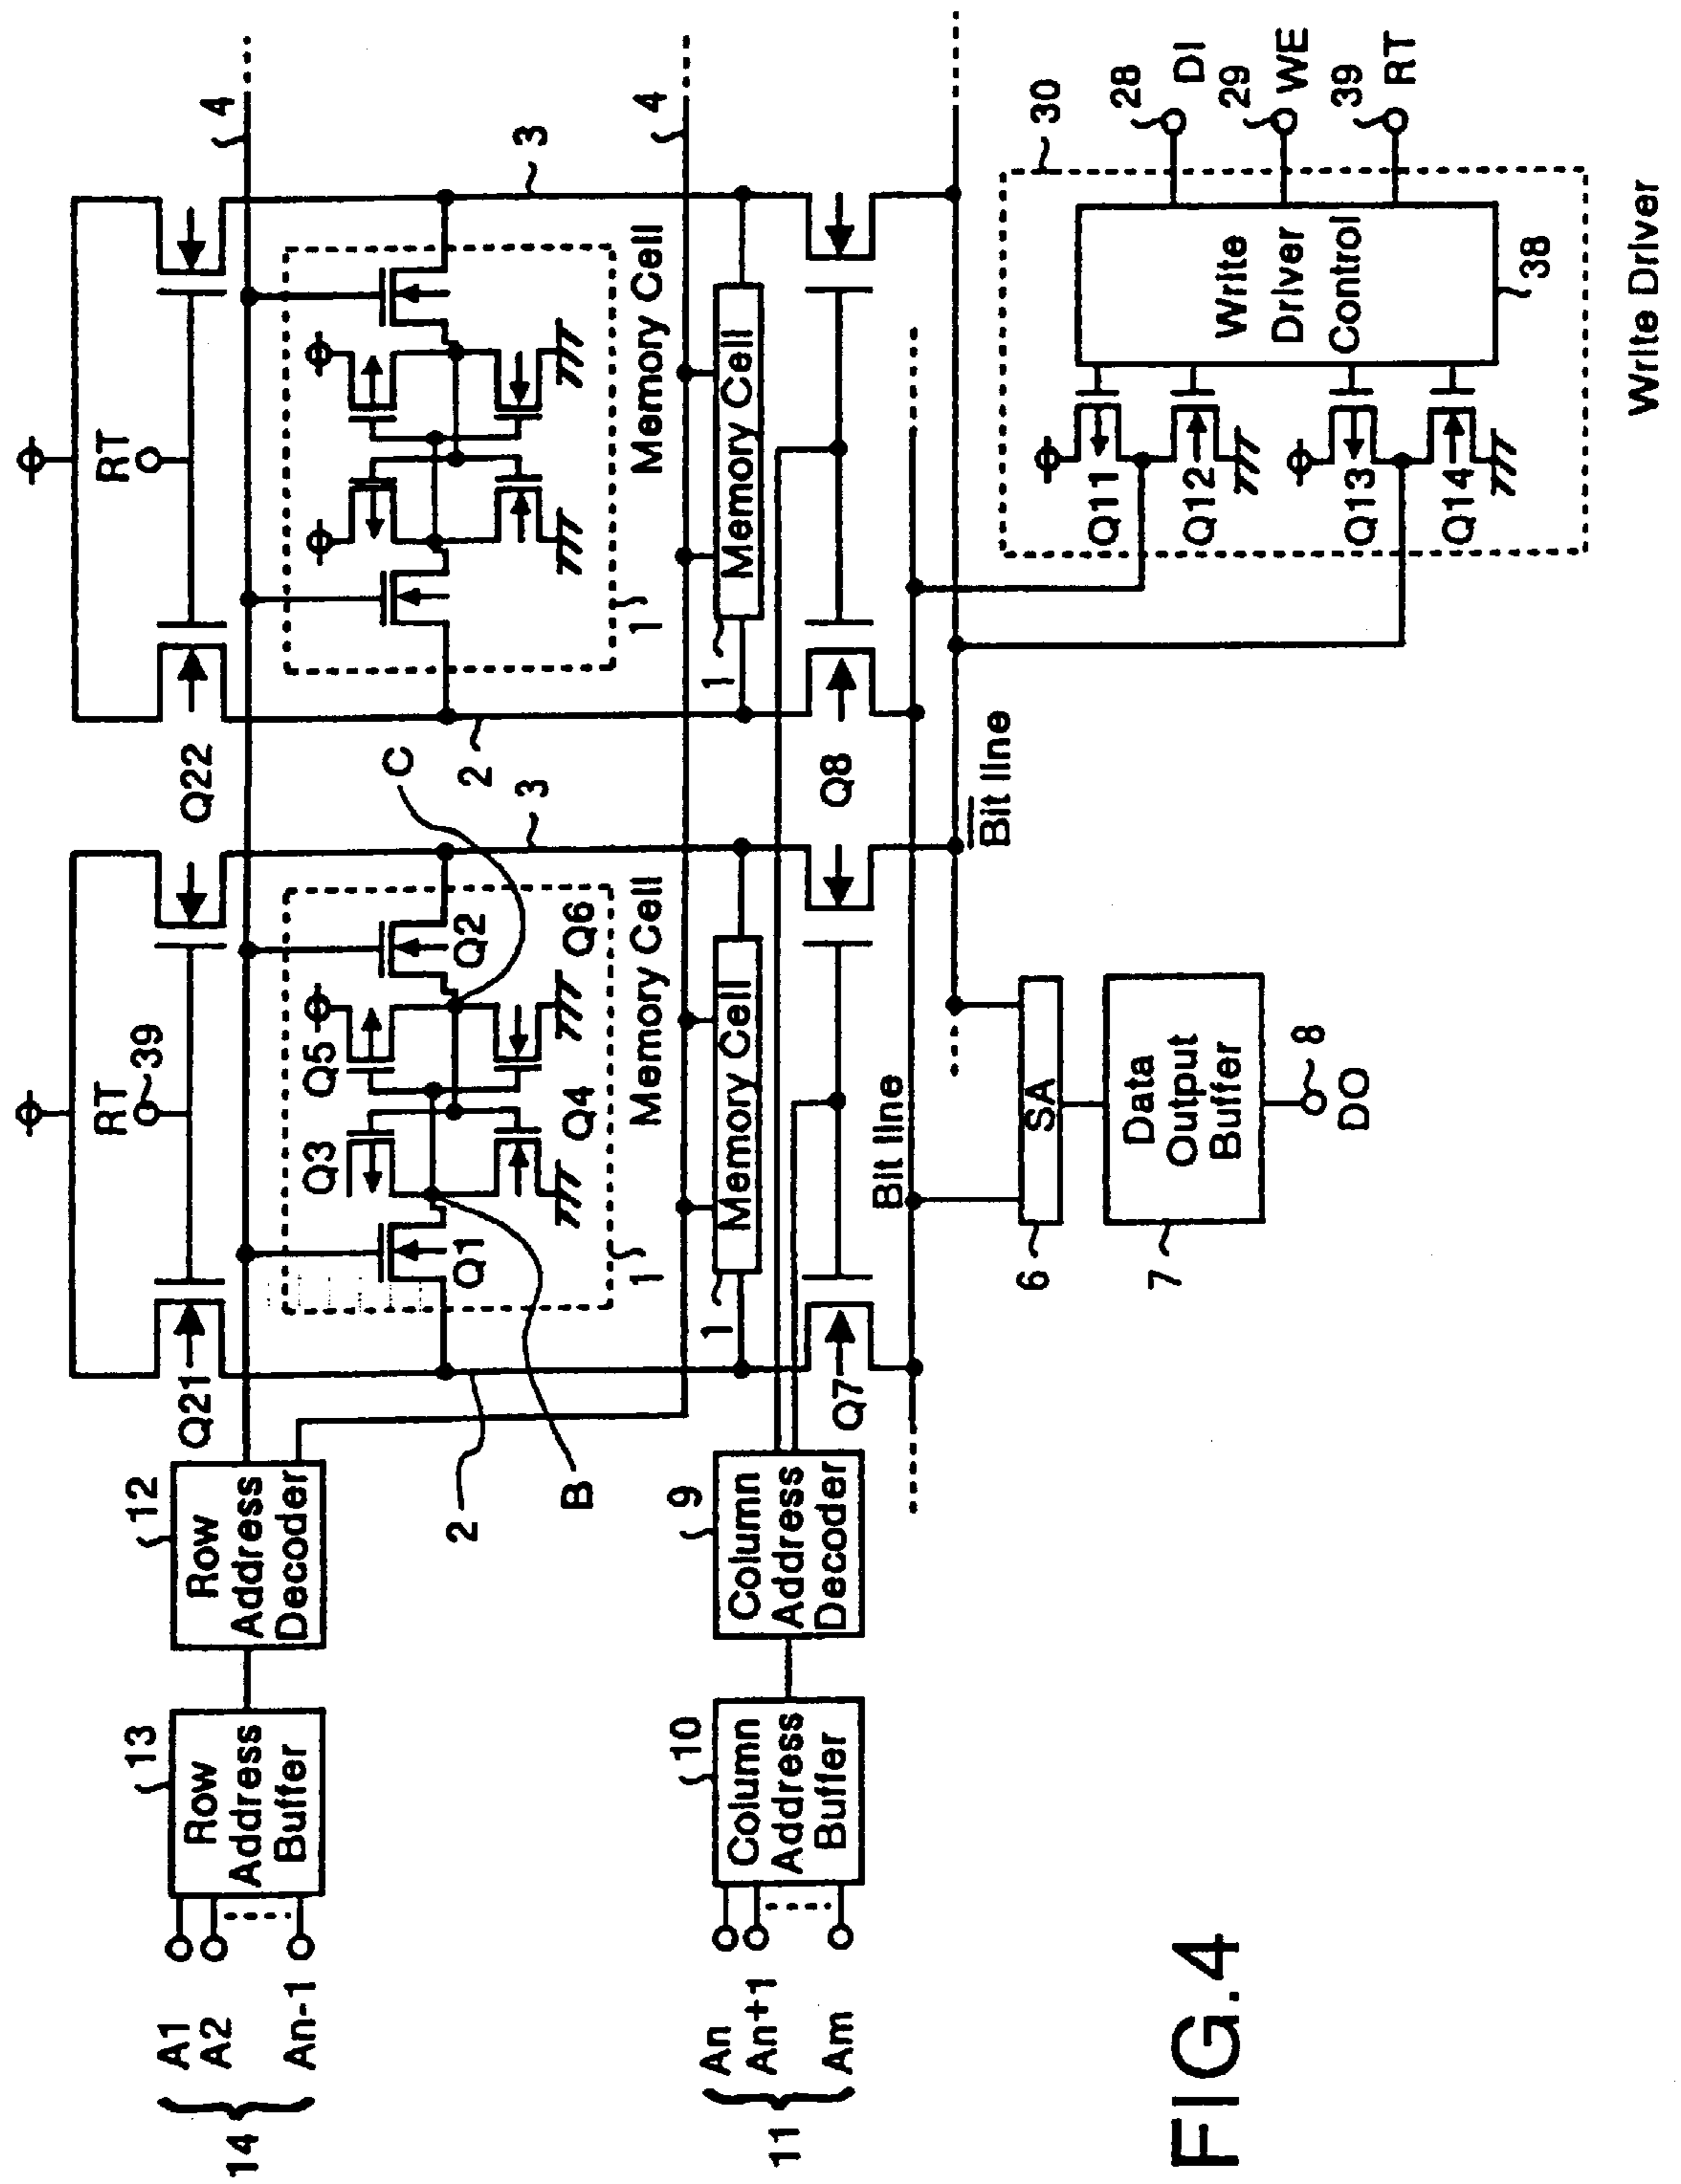 14
A1
A2
An-1
13
Row
Address
Buffer
12
Row
Address
Decoder
11
An
An+1
Am
10
Column
Address
Buffer
9
Column
Address
Decoder
Q21
RT
39
Q22
RT
4
2
B
Q1
Q3
Q4
Q5
Q6
Q2
C
3
1
Memory Cell
2
3
1
Memory Cell
4
1
Memory Cell
1
Memory Cell
Q7
Q8
Bit line
Bit line
6
SA
7
Data
Output
Buffer
8
DO
Q11
Q12
Q13
Q14
Write
Driver
Control
38
30
28
DI
29
WE
39
RT
Write Driver
FIG.4